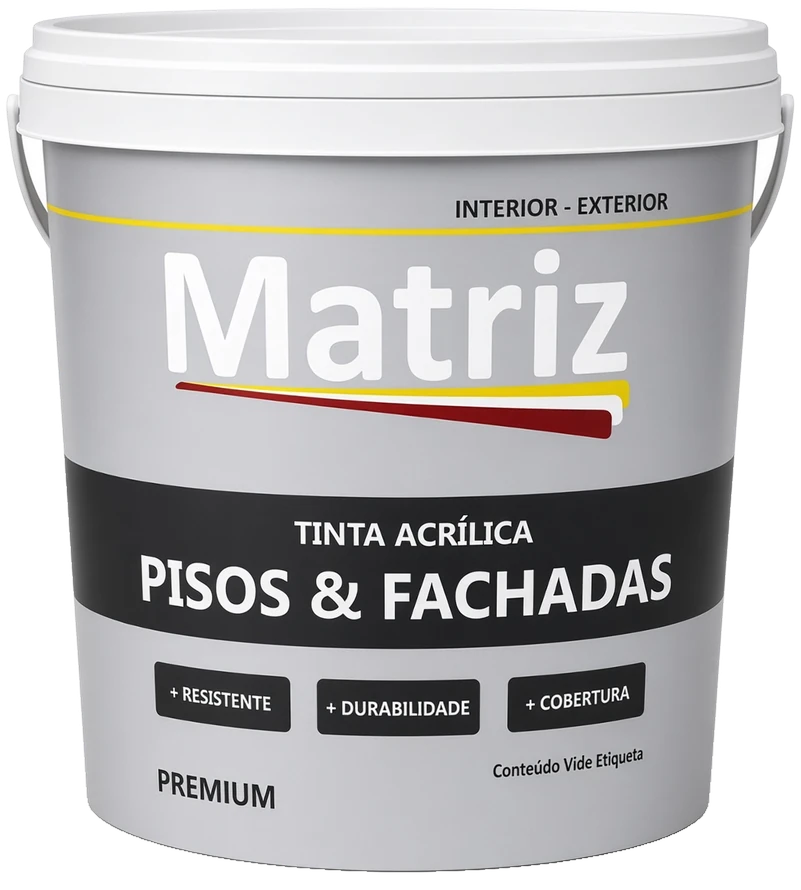 INTERIOR - EXTERIOR
Matriz
TINTA ACRÍLICA
PISOS & FACHADAS
+ RESISTENTE
+ DURABILIDADE
+ COBERTURA
Conteúdo Vide Etiqueta
PREMIUM